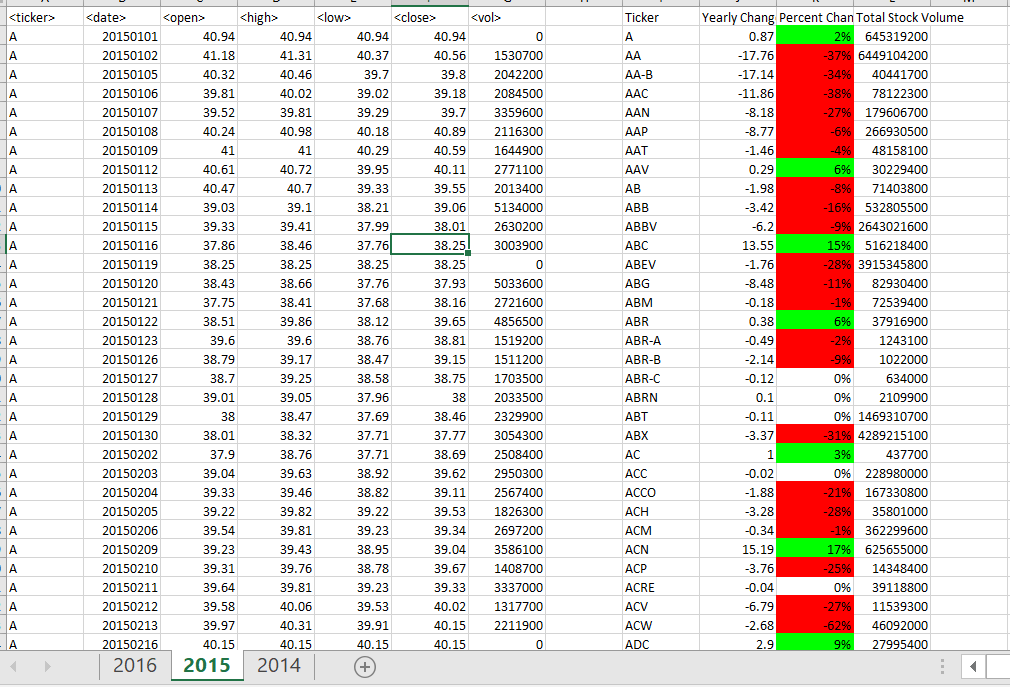 <ticker> <date> <open> <high> <low> <close> <vol> Ticker Yearly Chang Percent Chan Total Stock Volume
A 20150101 40.94 40.94 40.94 40.94 0 A 0.87 2% 645319200
A 20150102 41.18 41.31 40.37 40.56 1530700 AA -17.76 -37% 6449104200
A 20150105 40.32 40.46 39.7 39.8 2042200 AA-B -17.14 -34% 40441700
A 20150106 39.81 40.02 39.02 39.18 2084500 AAC -11.86 -38% 78122300
A 20150107 39.52 39.81 39.29 39.7 3359600 AAN -8.18 -27% 179606700
A 20150108 40.24 40.98 40.18 40.89 2116300 AAP -8.77 -6% 266930500
A 20150109 41 41 40.29 40.59 1644900 AAT -1.46 -4% 48158100
A 20150112 40.61 40.72 39.95 40.11 2771100 AAV 0.29 6% 30229400
A 20150113 40.47 40.7 39.33 39.55 2013400 AB -1.98 -8% 71403800
A 20150114 39.03 39.1 38.21 39.06 5134000 ABB -3.42 -16% 532805500
A 20150115 39.33 39.41 37.99 38.01 2630200 ABBV -6.2 -9% 2643021600
A 20150116 37.86 38.46 37.76 38.25 3003900 ABC 13.55 15% 516218400
A 20150119 38.25 38.25 38.25 38.25 0 ABEV -1.76 -28% 3915345800
A 20150120 38.43 38.66 37.76 37.93 5033600 ABG -8.48 -11% 82930400
A 20150121 37.75 38.41 37.68 38.16 2721600 ABM -0.18 -1% 72539400
A 20150122 38.51 39.86 38.12 39.65 4856500 ABR 0.38 6% 37916900
A 20150123 39.6 39.6 38.76 38.81 1519200 ABR-A -0.49 -2% 1243100
A 20150126 38.79 39.17 38.47 39.15 1511200 ABR-B -2.14 -9% 1022000
A 20150127 38.7 39.25 38.58 38.75 1703500 ABR-C -0.12 0% 634000
A 20150128 39.01 39.05 37.96 38 2033500 ABRN 0.1 0% 2109900
A 20150129 38 38.47 37.69 38.46 2329900 ABT -0.11 0% 1469310700
A 20150130 38.01 38.32 37.71 37.77 3054300 ABX -3.37 -31% 4289215100
A 20150202 37.9 38.76 37.71 38.69 2508400 AC 1 3% 437700
A 20150203 39.04 39.63 38.92 39.62 2950300 ACC -0.02 0% 228980000
A 20150204 39.33 39.46 38.82 39.11 2567400 ACCO -1.88 -21% 167330800
A 20150205 39.22 39.82 39.22 39.53 1826300 ACH -3.28 -28% 35801000
A 20150206 39.54 39.81 39.23 39.34 2697200 ACM -0.34 -1% 362299600
A 20150209 39.23 39.43 38.95 39.04 3586100 ACN 15.19 17% 625655000
A 20150210 39.31 39.76 38.78 39.67 1408700 ACP -3.76 -25% 14348400
A 20150211 39.64 39.81 39.23 39.33 3337000 ACRE -0.04 0% 39118800
A 20150212 39.58 40.06 39.53 40.02 1317700 ACV -6.79 -27% 11539300
A 20150213 39.97 40.31 39.91 40.15 2211900 ACW -2.68 -62% 46092000
A 20150216 40.15 40.15 40.15 40.15 0 ADC 2.9 9% 27995400
2016 2015 2014